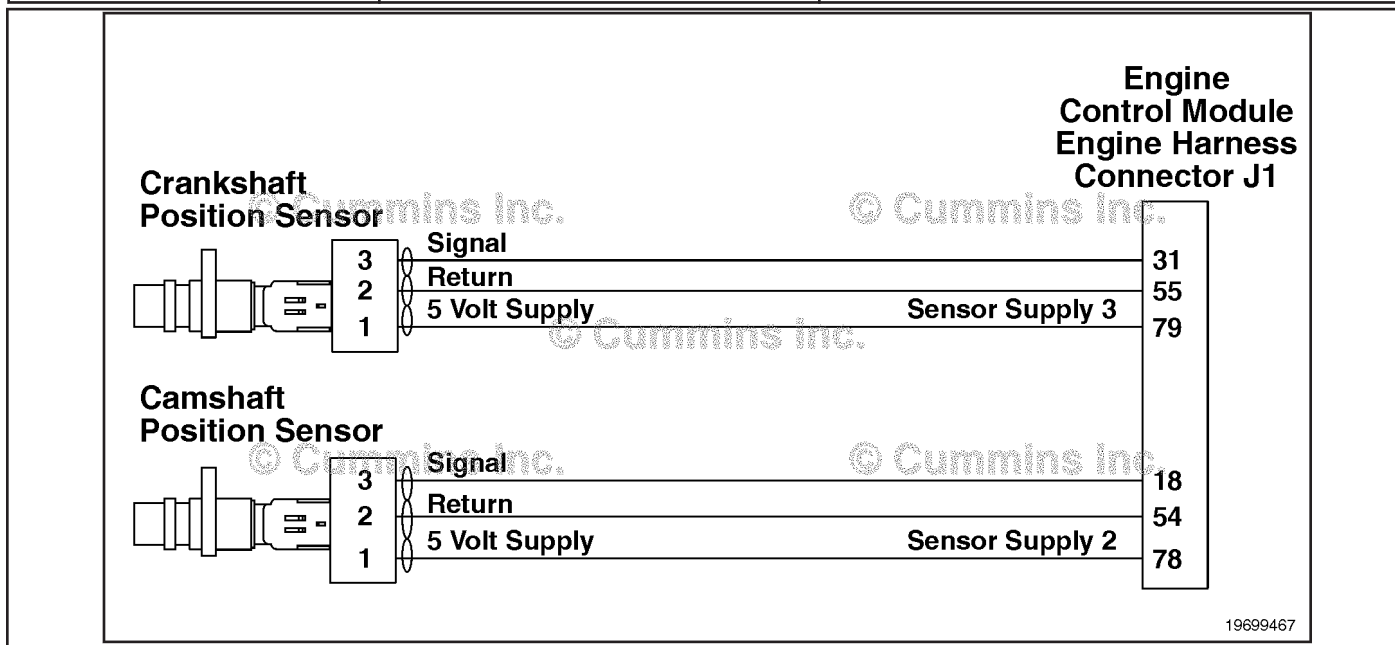 Engine
Control Module
Engine Harness
Connector J1
Crankshaft
Position Sensor
© Cummins Inc.
© Cummins Inc.
3 Signal 31
2 Return 55
1 5 Volt Supply Sensor Supply 3 79
© Cummins Inc.
Camshaft
Position Sensor
© Cummins Inc.
© Cummins Inc.
3 Signal 18
2 Return 54
1 5 Volt Supply Sensor Supply 2 78
19699467